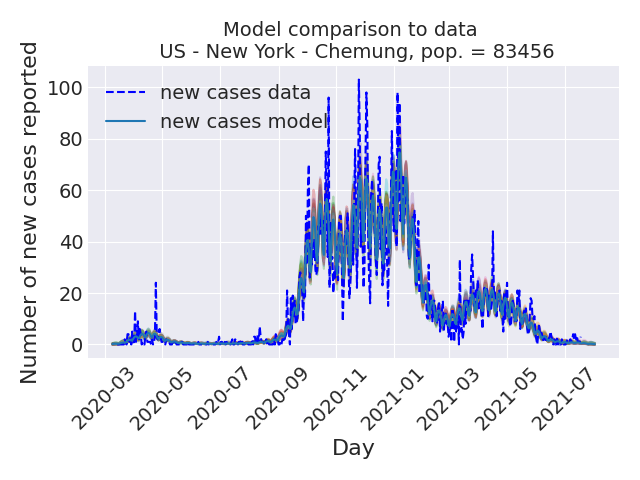 Model comparison to data
US - New York - Chemung, pop. = 83456
Number of new cases reported
100
80
60
40
20
0
new cases data
new cases model
2020-03
2020-05
2020-07
2020-09
2020-11
2021-01
2021-03
2021-05
2021-07
Day